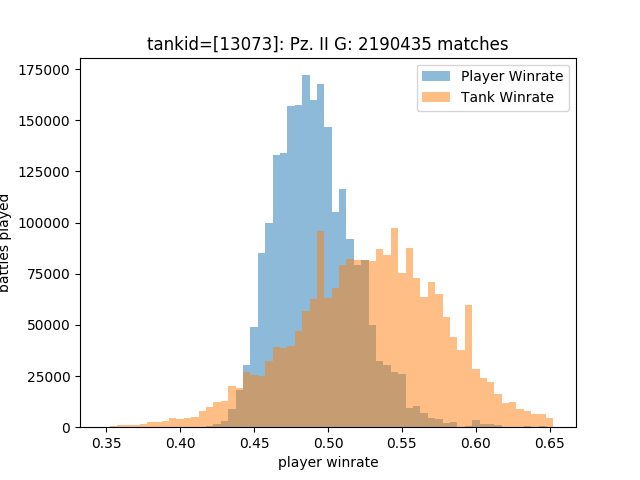 tankid=[13073]: Pz. II G: 2190435 matches
Player Winrate
Tank Winrate
175000
150000
125000
100000
75000
50000
25000
0
battles played
0.35 0.40 0.45 0.50 0.55 0.60 0.65
player winrate